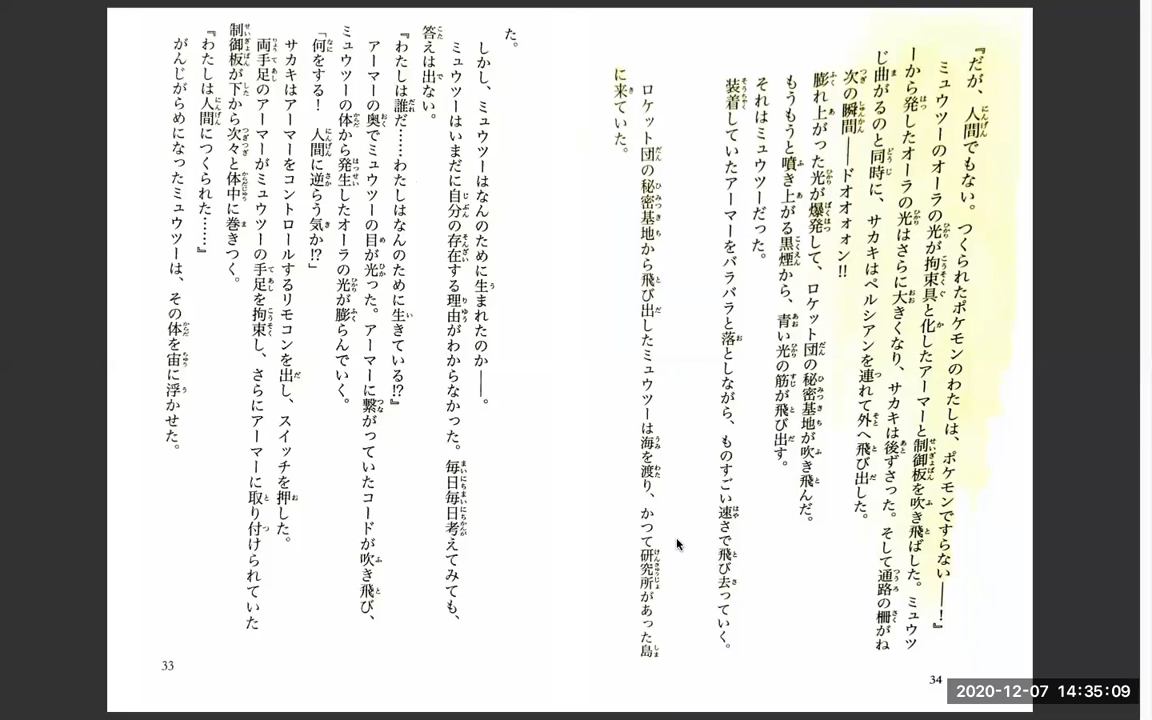 た。
しかし、ミュウツーはなんのために生まれたのか――。
ミュウツーはいまだに自分の存在する理由がわからなかった。毎日毎日考えてみても、
答えは出ない。
『わたしは誰だ……わたしはなんのために生きている!?』
アーマーの奥でミュウツーの目が光った。アーマーに繋がっていたコードが吹き飛び、
ミュウツーの体から発生したオーラの光が膨らんでいく。
「何をする！　人間に逆らう気か!?」
サカキはアーマーをコントロールするリモコンを出し、スイッチを押した。
両手足のアーマーがミュウツーの手足を拘束し、さらにアーマーに取り付けられていた
制御板が下から次々と体中に巻きつく。
『わたしは人間につくられた……』
がんじがらめになったミュウツーは、その体を宙に浮かせた。
33
『だが、人間でもない。つくられたポケモンのわたしは、ポケモンですらない――！』
ミュウツーのオーラの光が拘束具と化したアーマーと制御板を吹き飛ばした。ミュウツ
ーから発したオーラの光はさらに大きくなり、サカキは後ずさった。そして通路の柵がね
じ曲がるのと同時に、サカキはペルシアンを連れて外へ飛び出した。
次の瞬間――ドオオォォン!!
膨れ上がった光が爆発して、ロケット団の秘密基地が吹き飛んだ。
もうもうと噴き上がる黒煙から、青い光の筋が飛び出す。
それはミュウツーだった。
装着していたアーマーをバラバラと落としながら、ものすごい速さで飛び去っていく。
ロケット団の秘密基地から飛び出したミュウツーは海を渡り、かつて研究所があった島
に来ていた。
34
2020-12-07 14:35:09